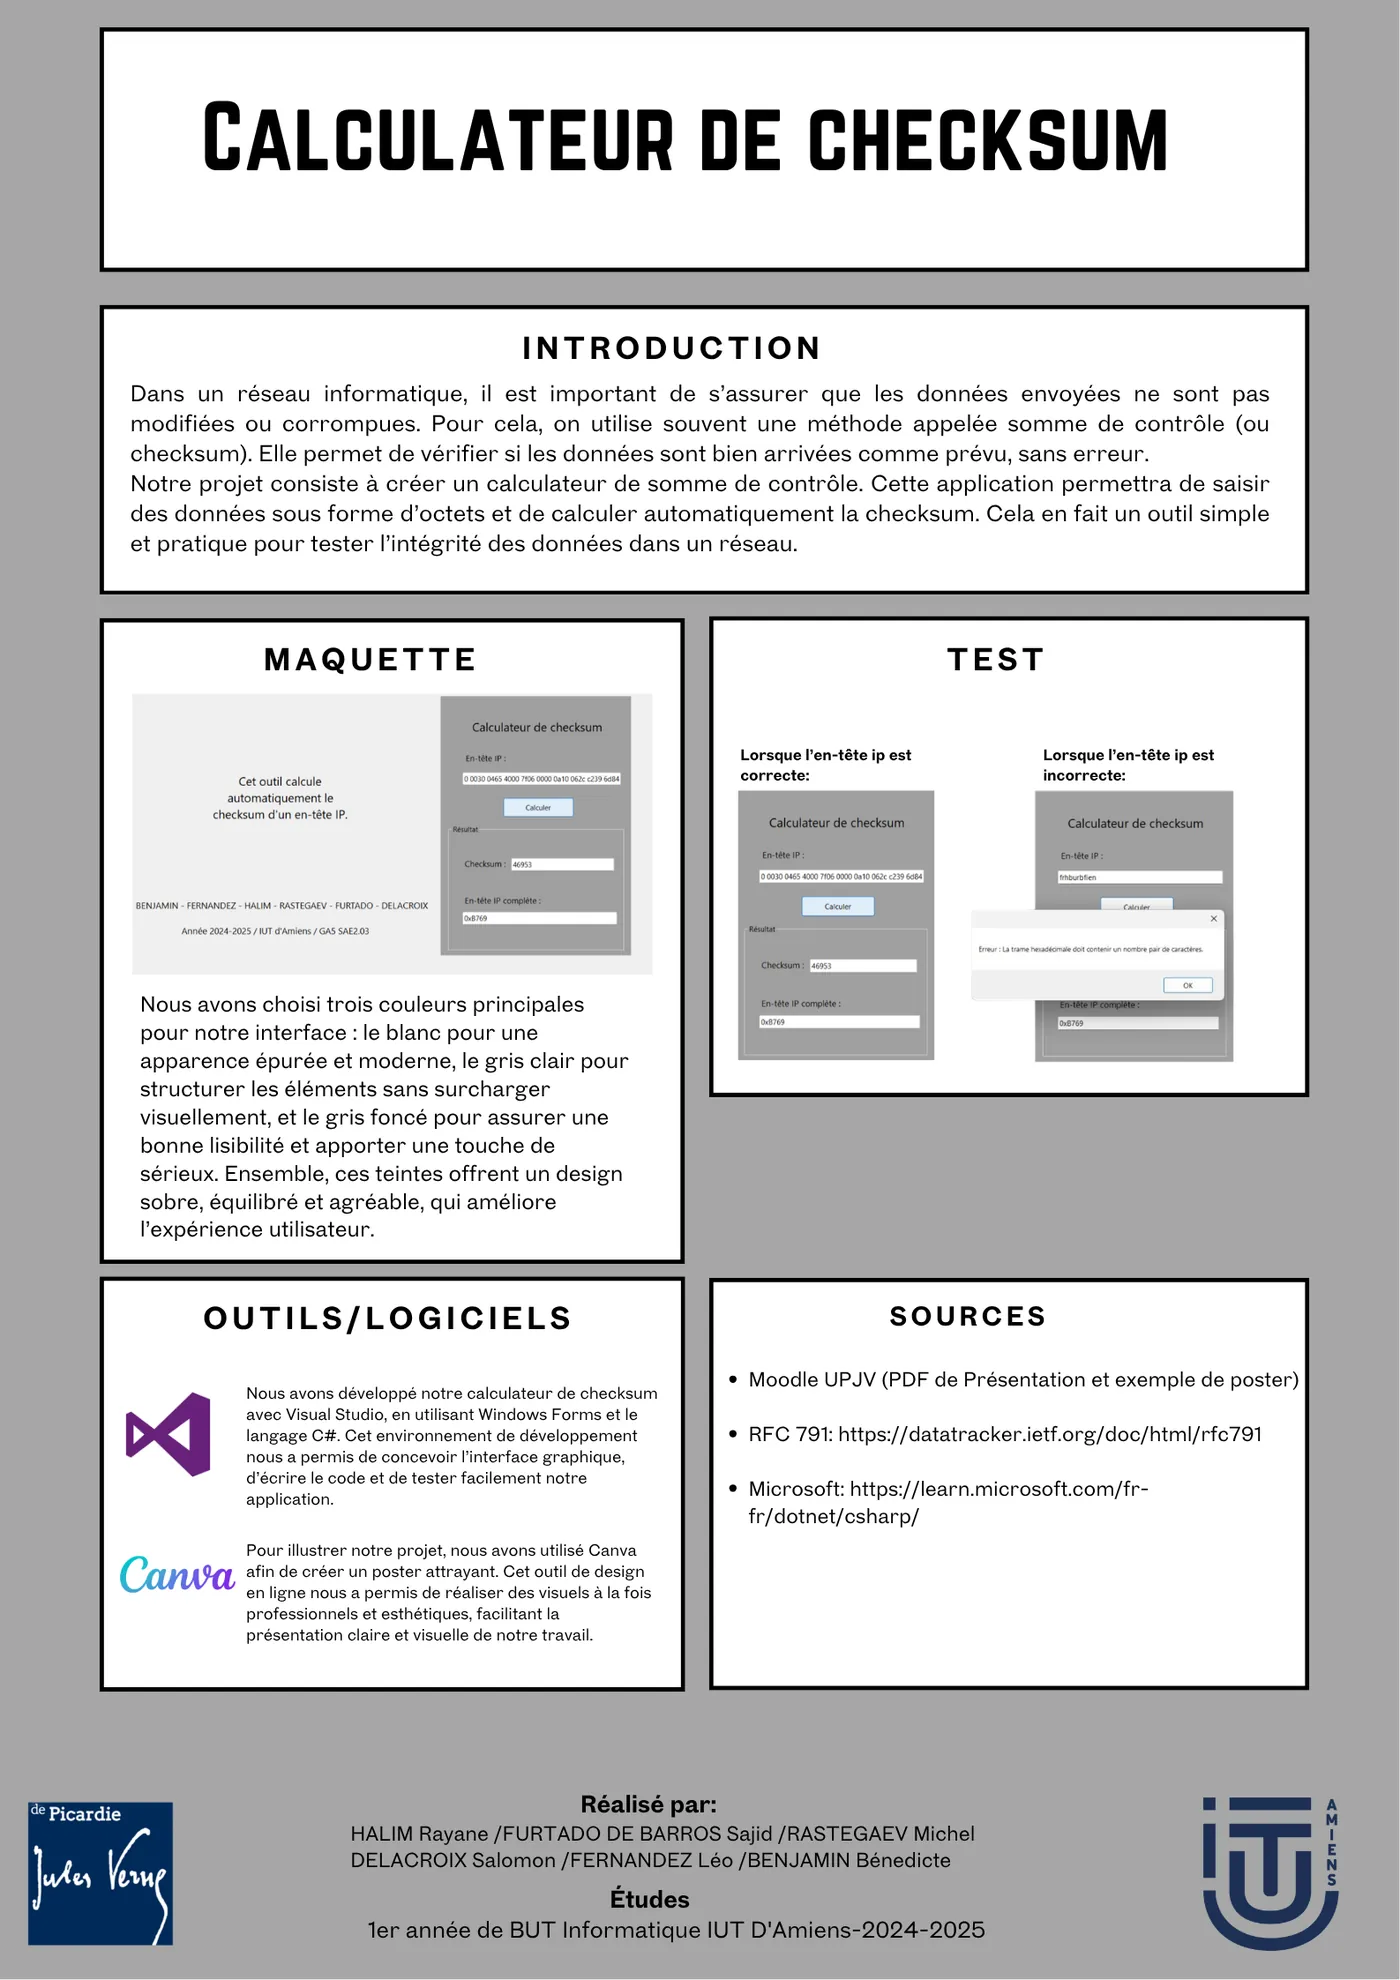 Calculateur de checksum
INTRODUCTION
Dans un réseau informatique, il est important de s’assurer que les données envoyées ne sont pas
modifiées ou corrompues. Pour cela, on utilise souvent une méthode appelée somme de contrôle (ou
checksum). Elle permet de vérifier si les données sont bien arrivées comme prévu, sans erreur.
Notre projet consiste à créer un calculateur de somme de contrôle. Cette application permettra de saisir
des données sous forme d’octets et de calculer automatiquement la checksum. Cela en fait un outil simple
et pratique pour tester l’intégrité des données dans un réseau.
MAQUETTE
Cet outil calcule
automatiquement le
checksum d'un en-tête IP.
BENJAMIN - FERNANDEZ - HALIM - RASTEGAEV - FURTADO - DELACROIX
Année 2024-2025 / IUT d'Amiens / GA5 SAE2.03
Calculateur de checksum
En-tête IP :
0 0030 0465 4000 7f06 0000 0a10 062c c239 6d84
Calculer
Résultat
Checksum : 46953
En-tête IP complète :
0xB769
Nous avons choisi trois couleurs principales
pour notre interface : le blanc pour une
apparence épurée et moderne, le gris clair pour
structurer les éléments sans surcharger
visuellement, et le gris foncé pour assurer une
bonne lisibilité et apporter une touche de
sérieux. Ensemble, ces teintes offrent un design
sobre, équilibré et agréable, qui améliore
l’expérience utilisateur.
TEST
Lorsque l’en-tête ip est
correcte:
Calculateur de checksum
En-tête IP :
0 0030 0465 4000 7f06 0000 0a10 062c c239 6d84
Calculer
Résultat
Checksum : 46953
En-tête IP complète :
0xB769
Lorsque l’en-tête ip est
incorrecte:
Calculateur de checksum
En-tête IP :
frhburbfien
Calculer
Erreur : La trame hexadécimale doit contenir un nombre pair de caractères.
OK
En-tête IP complète :
0xB769
OUTILS/LOGICIELS
Nous avons développé notre calculateur de checksum
avec Visual Studio, en utilisant Windows Forms et le
langage C#. Cet environnement de développement
nous a permis de concevoir l’interface graphique,
d’écrire le code et de tester facilement notre
application.
Canva
Pour illustrer notre projet, nous avons utilisé Canva
afin de créer un poster attrayant. Cet outil de design
en ligne nous a permis de réaliser des visuels à la fois
professionnels et esthétiques, facilitant la
présentation claire et visuelle de notre travail.
SOURCES
• Moodle UPJV (PDF de Présentation et exemple de poster)
• RFC 791: https://datatracker.ietf.org/doc/html/rfc791
• Microsoft: https://learn.microsoft.com/fr-
fr/dotnet/csharp/
de Picardie
Jules Verne
Réalisé par:
HALIM Rayane /FURTADO DE BARROS Sajid /RASTEGAEV Michel
DELACROIX Salomon /FERNANDEZ Léo /BENJAMIN Bénedicte
Études
1er année de BUT Informatique IUT D'Amiens-2024-2025
iUT
AMIENS